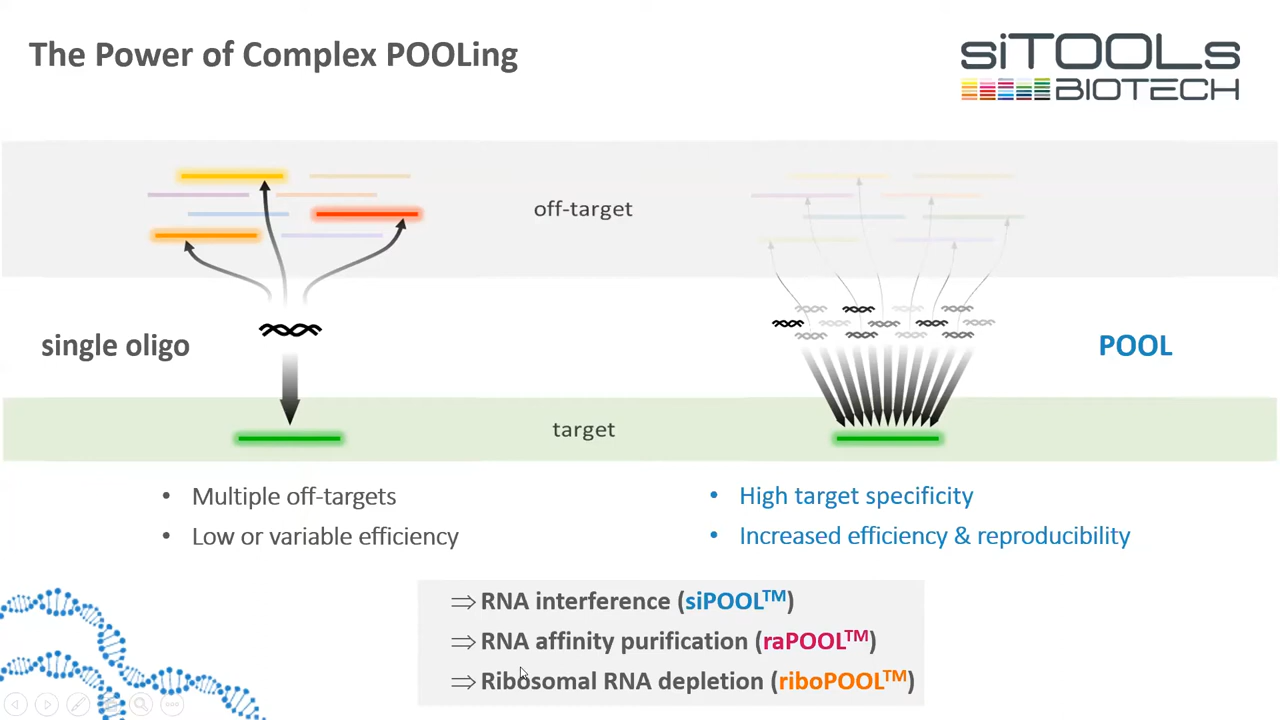 The Power of Complex POOLing
siTOOLs
BIOTECH
off-target
single oligo
POOL
target
• Multiple off-targets
• Low or variable efficiency
• High target specificity
• Increased efficiency & reproducibility
⇒ RNA interference (siPOOL™)
⇒ RNA affinity purification (raPOOL™)
⇒ Ribosomal RNA depletion (riboPOOL™)